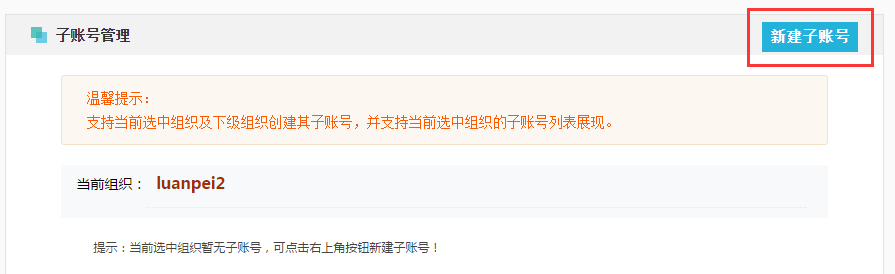 子账号管理
新建子账号
温馨提示：
支持当前选中组织及下级组织创建其子账号，并支持当前选中组织的子账号列表展现。
当前组织： luanpei2
提示：当前选中组织暂无子账号，可点击右上角按钮新建子账号！